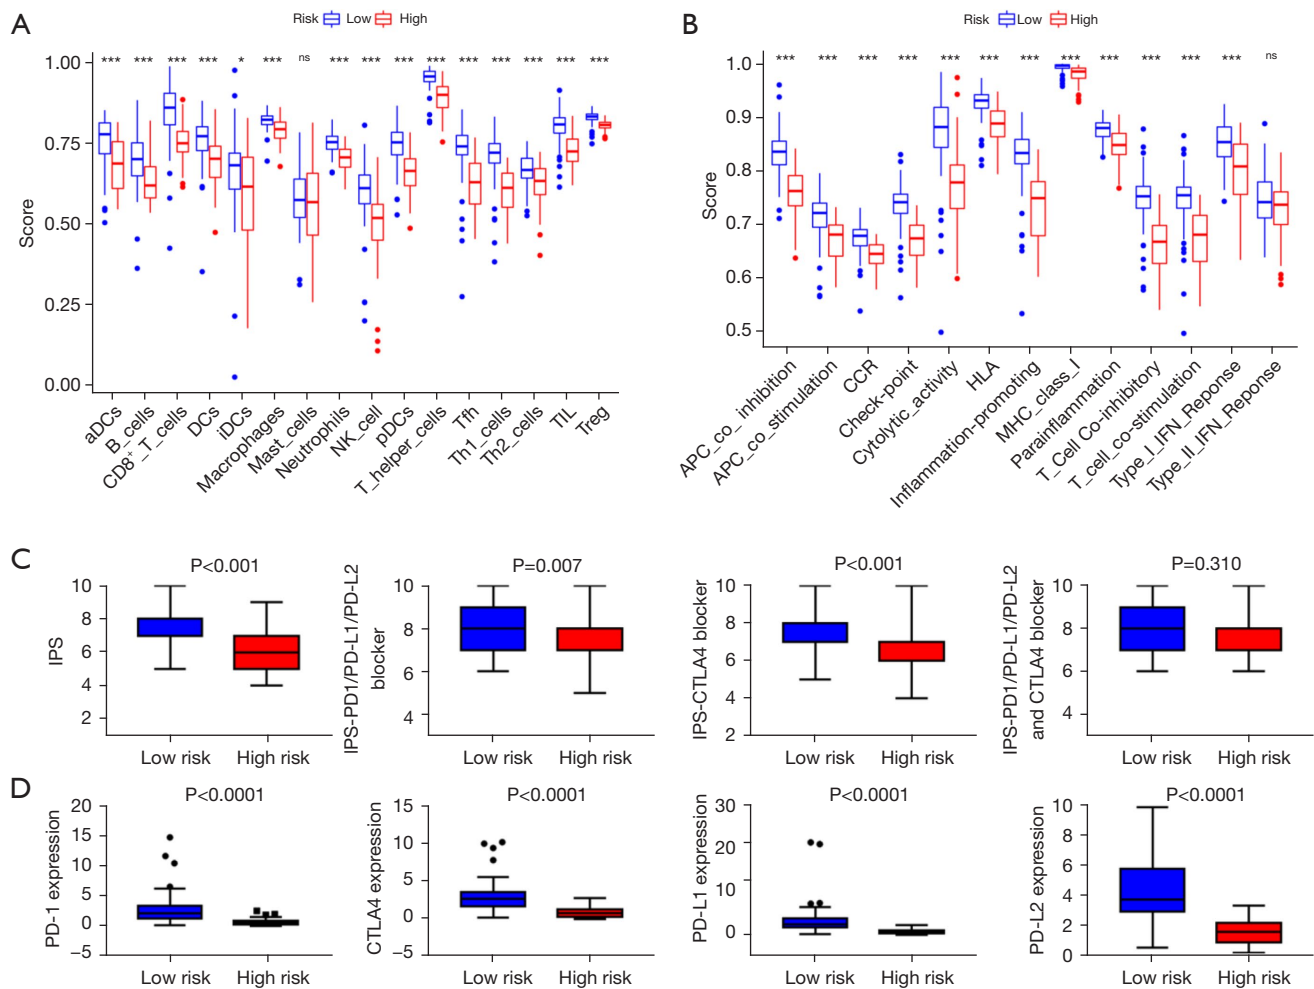 A
Risk Low High
*** *** *** *** * *** ns *** *** *** *** *** *** *** *** ***
1.00
0.75
0.50
0.25
0.00
Score
aDCs
B_cells
CD8+_T_cells
DCs
iDCs
Macrophages
Mast_cells
Neutrophils
NK_cell
pDCs
T_helper_cells
Tfh
Th1_cells
Th2_cells
TIL
Treg
B
Risk Low High
*** *** *** *** *** *** *** *** *** *** *** *** ns
1.0
0.9
0.8
0.7
0.6
0.5
Score
APC_co_ inhibition
APC_co_stimulation
CCR
Check-point
Cytolytic_activity
HLA
Inflammation-promoting
MHC_class_I
Parainflammation
T_Cell Co-inhibitory
T_cell_co-stimulation
Type_I_IFN_Reponse
Type_II_IFN_Reponse
C
P<0.001
10
8
6
4
2
IPS
Low risk High risk
P=0.007
10
8
6
4
IPS-PD1/PD-L1/PD-L2
blocker
Low risk High risk
P<0.001
10
8
6
4
2
IPS-CTLA4 blocker
Low risk High risk
P=0.310
10
8
6
4
IPS-PD1/PD-L1/PD-L2
and CTLA4 blocker
Low risk High risk
D
P<0.0001
20
15
10
5
0
−5
PD-1 expression
Low risk High risk
P<0.0001
15
10
5
0
−5
CTLA4 expression
Low risk High risk
P<0.0001
30
20
10
0
PD-L1 expression
Low risk High risk
P<0.0001
10
8
6
4
2
0
PD-L2 expression
Low risk High risk